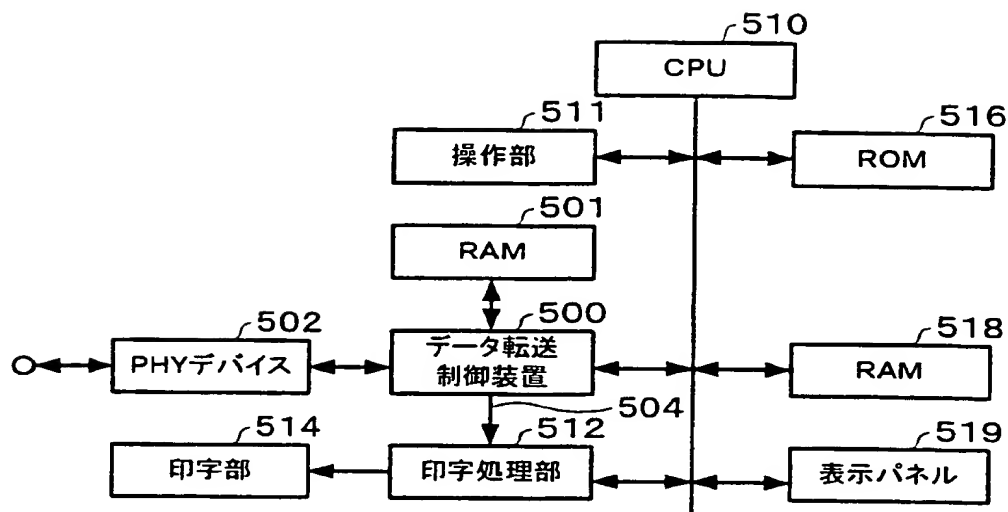 510
CPU
511
操作部
516
ROM
501
RAM
502
PHYデバイス
500
データ転送
制御装置
518
RAM
504
514
印字部
512
印字処理部
519
表示パネル